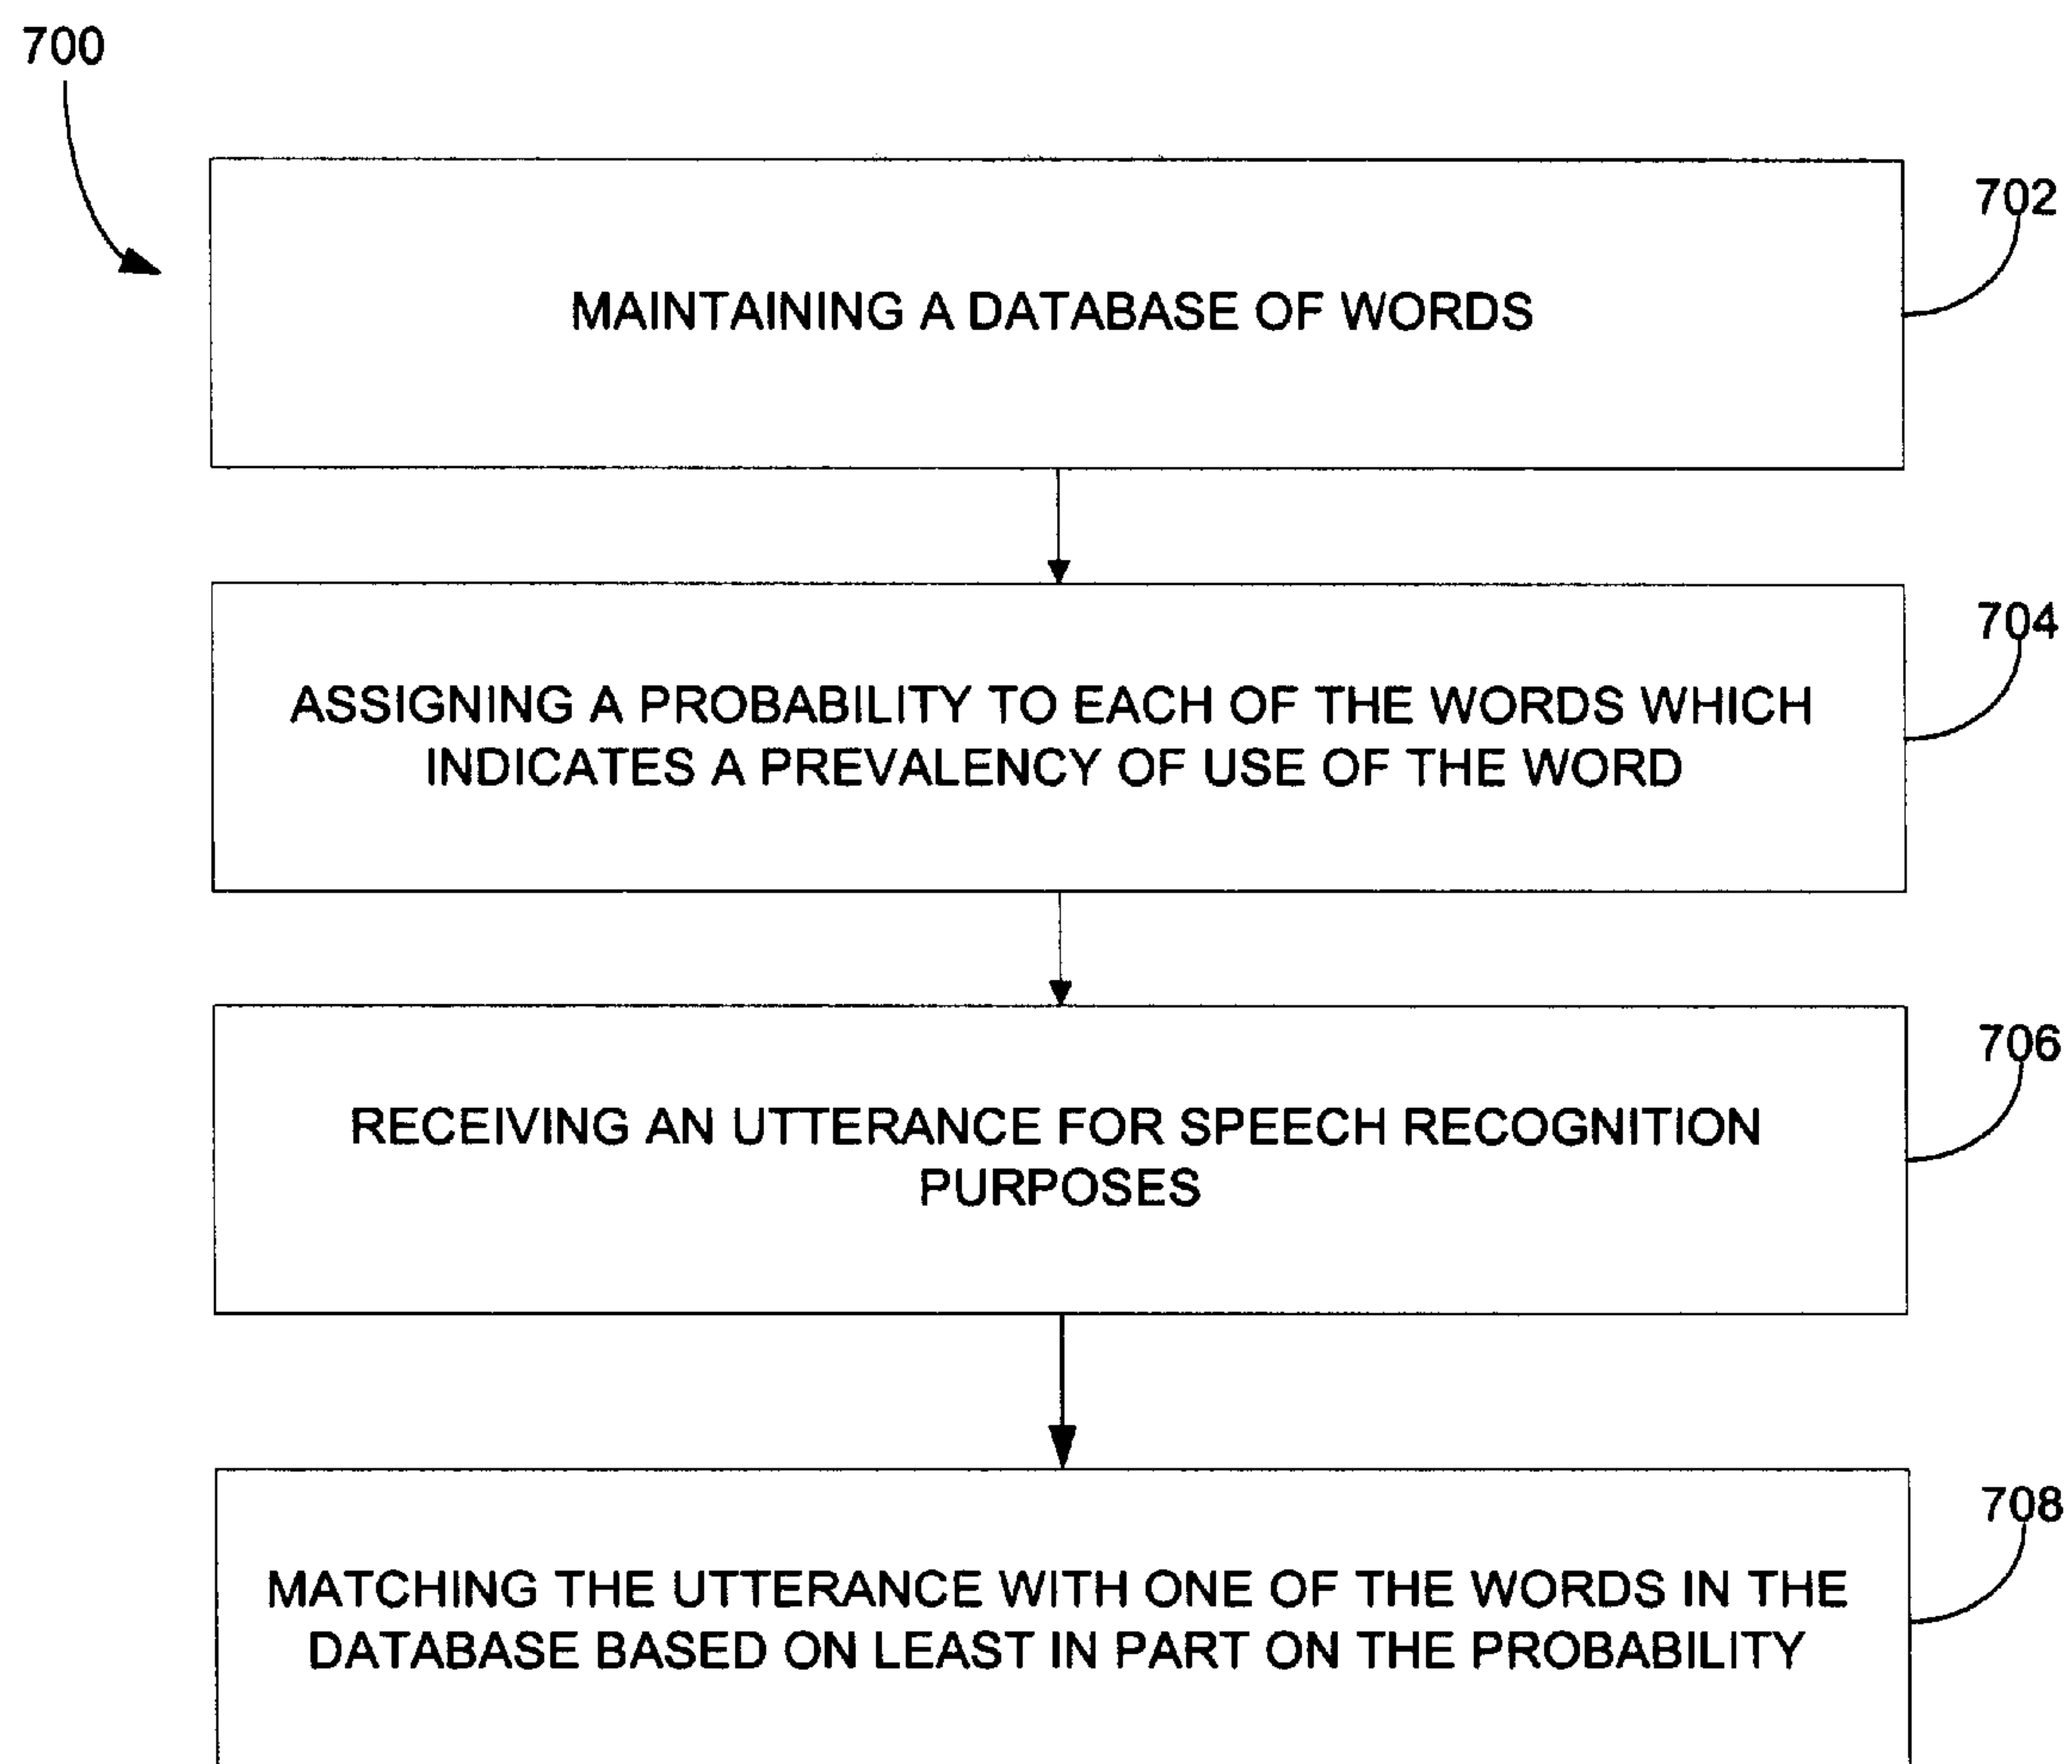 700
702
MAINTAINING A DATABASE OF WORDS
704
ASSIGNING A PROBABILITY TO EACH OF THE WORDS WHICH
INDICATES A PREVALENCY OF USE OF THE WORD
706
RECEIVING AN UTTERANCE FOR SPEECH RECOGNITION
PURPOSES
708
MATCHING THE UTTERANCE WITH ONE OF THE WORDS IN THE
DATABASE BASED ON LEAST IN PART ON THE PROBABILITY